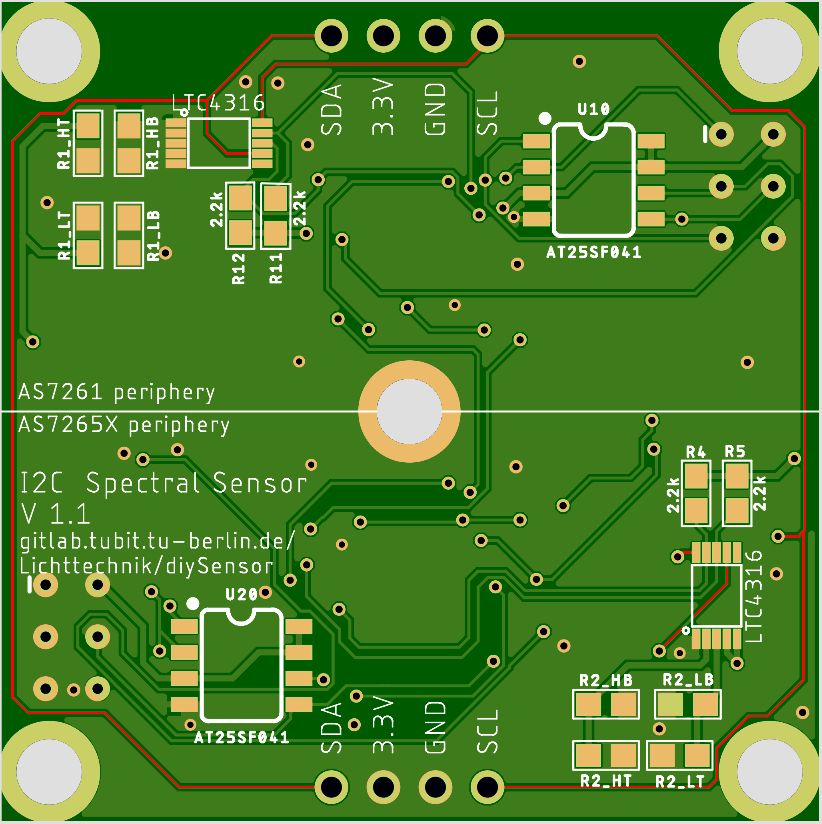 SDA
3.3V
GND
SCL
LTC4316
U10
R1_HT
R1_HB
R1_LT
R1_LB
2.2k
2.2k
R12
R11
AT25SF041
AS7261 periphery
AS7265X periphery
I2C Spectral Sensor
V 1.1
gitlab.tubit.tu-berlin.de/
Lichttechnik/diySensor
R4
R5
2.2k
2.2k
LTC4316
U20
AT25SF041
R2_HB
R2_LB
R2_HT
R2_LT
SDA
3.3V
GND
SCL